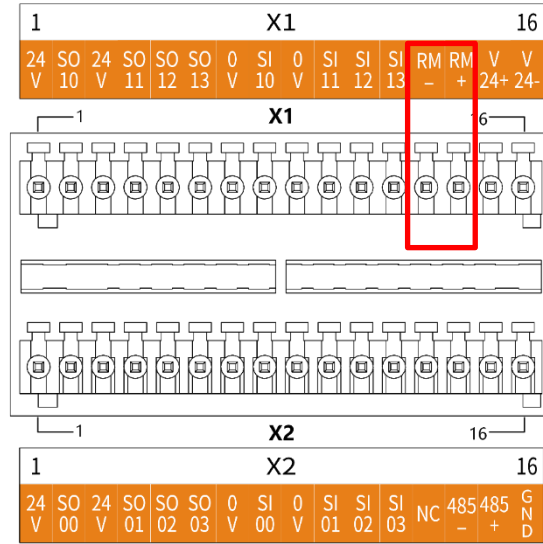 1 X1 16
24 SO 24 SO SO SO 0 SI 0 SI SI SI RM RM V V
V 10 V 11 12 13 V 10 V 11 12 13 – + 24+ 24-
1 X1 16
1 X2 16
1 X2 16
24 SO 24 SO SO SO 0 SI 0 SI SI SI NC 485 485 G N D
V 00 V 01 02 03 V 00 V 01 02 03 – +